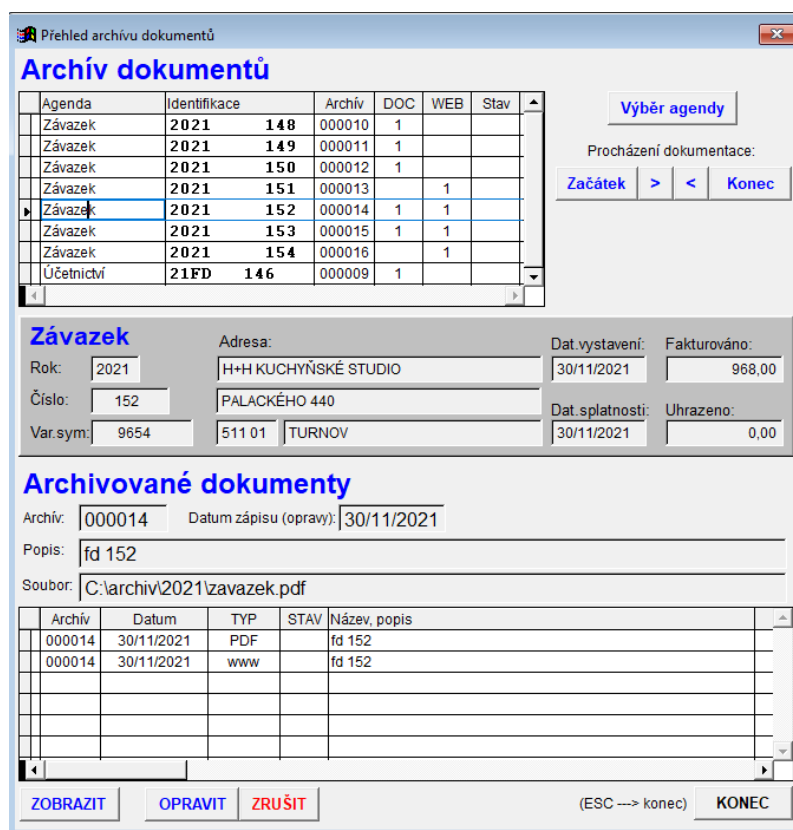 Přehled archívu dokumentů
Archív dokumentů
Agenda Identifikace Archív DOC WEB Stav
Závazek 2021 148 000010 1
Závazek 2021 149 000011 1
Závazek 2021 150 000012 1
Závazek 2021 151 000013 1
Závazek 2021 152 000014 1 1
Závazek 2021 153 000015 1 1
Závazek 2021 154 000016 1
Účetnictví 21FD 146 000009 1
Výběr agendy
Procházení dokumentace:
Začátek > < Konec
Závazek Adresa: Dat.vystavení: Fakturováno:
Rok: 2021 H+H KUCHYŇSKÉ STUDIO 30/11/2021 968,00
Číslo: 152 PALACKÉHO 440 Dat.splatnosti: Uhrazeno:
Var.sym: 9654 511 01 TURNOV 30/11/2021 0,00
Archivované dokumenty
Archív: 000014 Datum zápisu (opravy): 30/11/2021
Popis: fd 152
Soubor: C:\archiv\2021\zavazek.pdf
Archív Datum TYP STAV Název, popis
000014 30/11/2021 PDF fd 152
000014 30/11/2021 www fd 152
ZOBRAZIT OPRAVIT ZRUŠIT (ESC ---> konec) KONEC